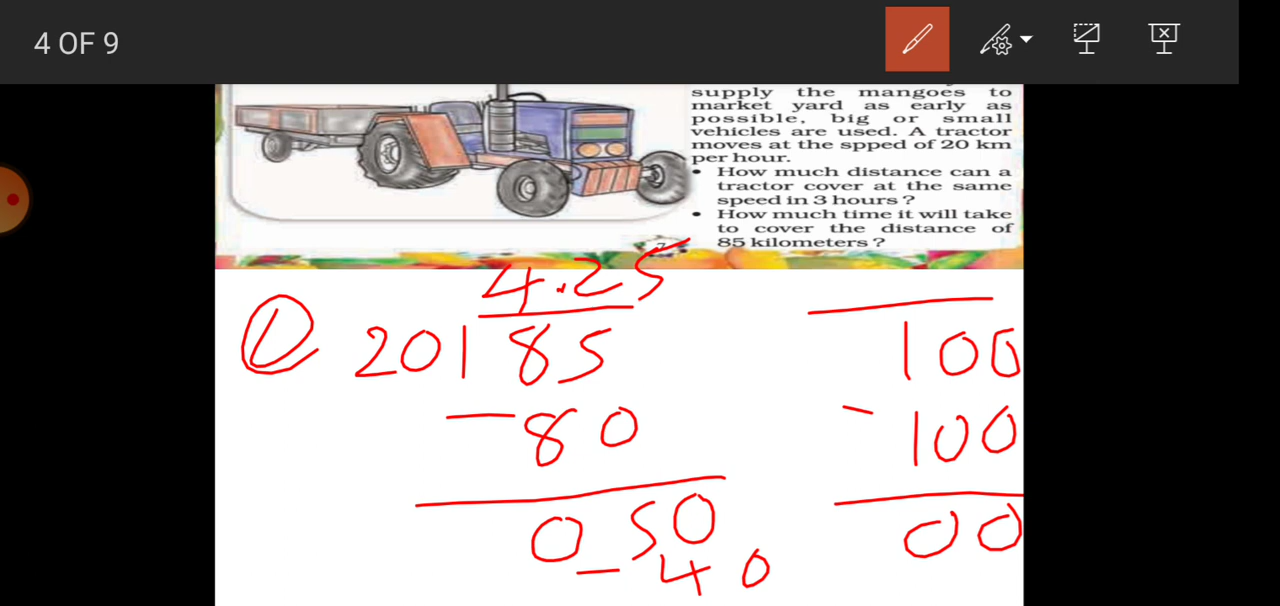 4 OF 9
supply the mangoes to
market yard as early as
possible, big or small
vehicles are used. A tractor
moves at the spped of 20 km
per hour.
• How much distance can a
tractor cover at the same
speed in 3 hours ?
• How much time it will take
to cover the distance of
85 kilometers ?
7
4.25
① 20 | 85
- 80
0 50
- 40
100
- 100
00